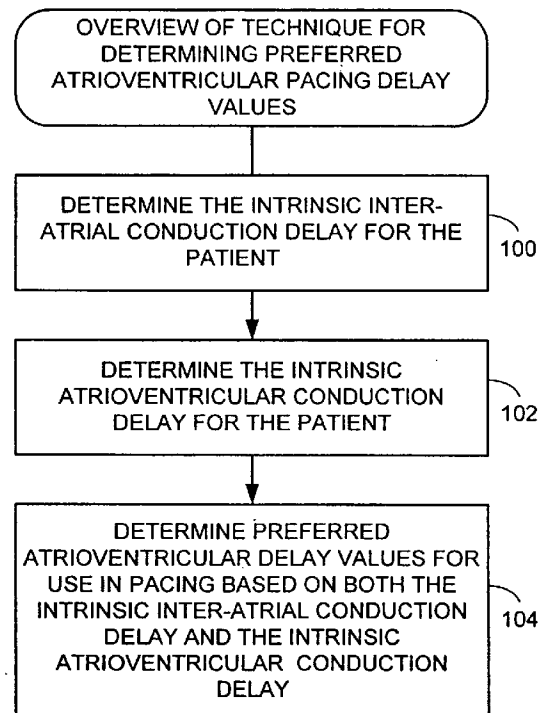 OVERVIEW OF TECHNIQUE FOR
DETERMINING PREFERRED
ATRIOVENTRICULAR PACING DELAY
VALUES
DETERMINE THE INTRINSIC INTER-
ATRIAL CONDUCTION DELAY FOR THE
PATIENT
100
DETERMINE THE INTRINSIC
ATRIOVENTRICULAR CONDUCTION
DELAY FOR THE PATIENT
102
DETERMINE PREFERRED
ATRIOVENTRICULAR DELAY VALUES FOR
USE IN PACING BASED ON BOTH THE
INTRINSIC INTER-ATRIAL CONDUCTION
DELAY AND THE INTRINSIC
ATRIOVENTRICULAR CONDUCTION
DELAY
104